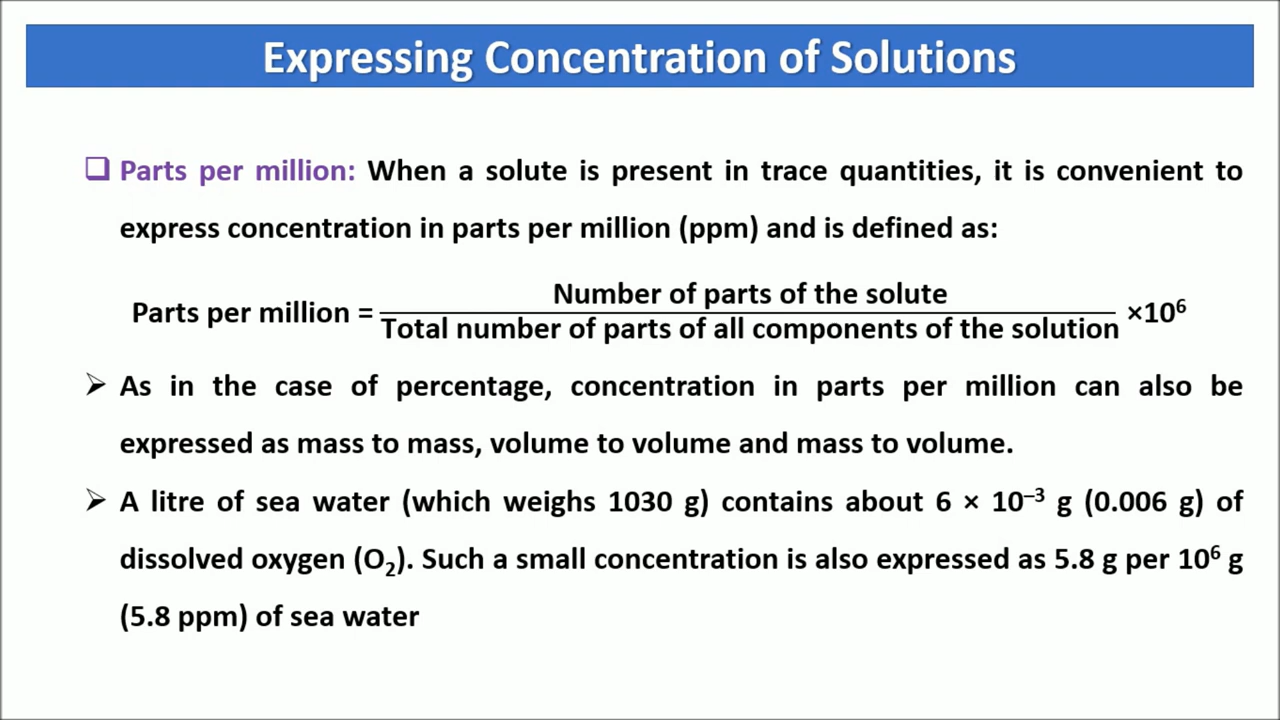 Expressing Concentration of Solutions
❑ Parts per million: When a solute is present in trace quantities, it is convenient to
express concentration in parts per million (ppm) and is defined as:
Number of parts of the solute
Parts per million = ×10⁶
Total number of parts of all components of the solution
➢ As in the case of percentage, concentration in parts per million can also be
expressed as mass to mass, volume to volume and mass to volume.
➢ A litre of sea water (which weighs 1030 g) contains about 6 × 10⁻³ g (0.006 g) of
dissolved oxygen (O₂). Such a small concentration is also expressed as 5.8 g per 10⁶ g
(5.8 ppm) of sea water